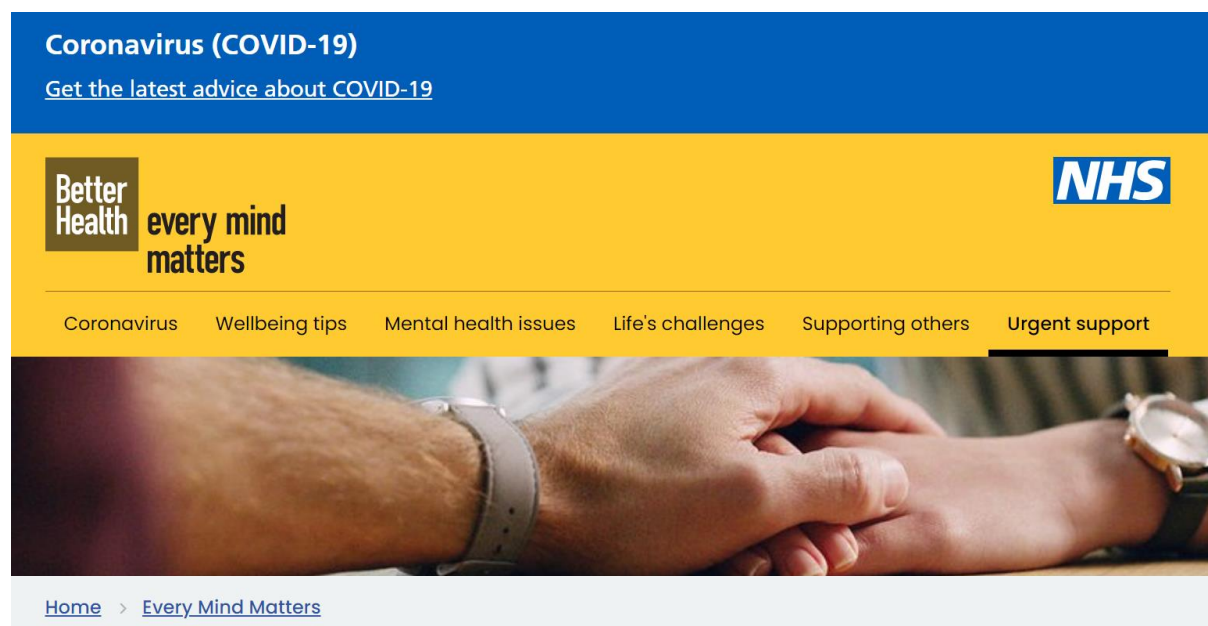 Coronavirus (COVID-19)
Get the latest advice about COVID-19
Better
Health
every mind
matters
NHS
Coronavirus Wellbeing tips Mental health issues Life's challenges Supporting others Urgent support
Home > Every Mind Matters